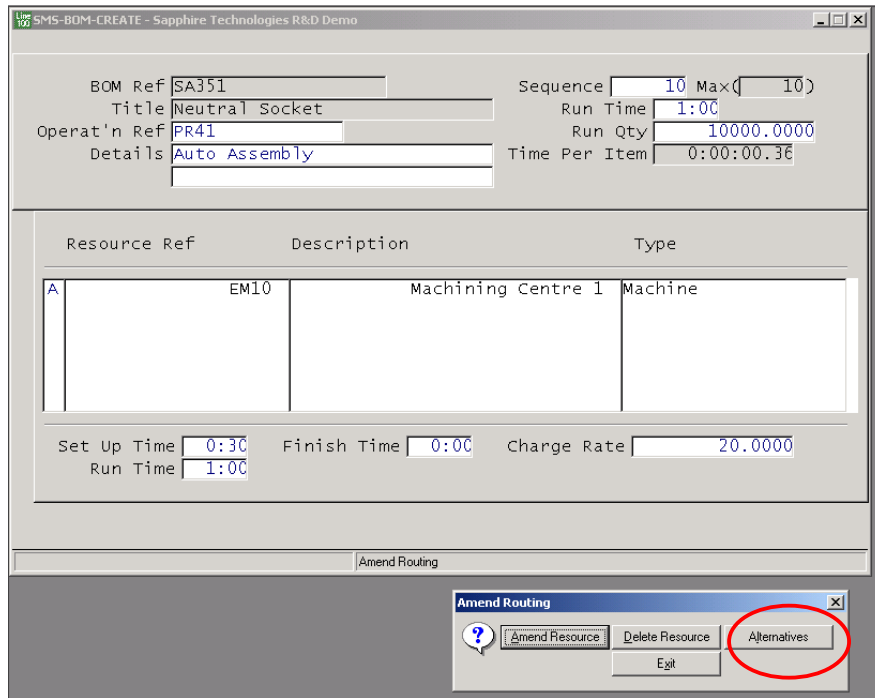 Line 100 SMS-BOM-CREATE - Sapphire Technologies R&D Demo
BOM Ref SA351 Sequence 10 Max( 10)
Title Neutral Socket Run Time 1:00
Operat'n Ref PR41 Run Qty 10000.0000
Details Auto Assembly Time Per Item 0:00:00.36
Resource Ref Description Type
A EM10 Machining Centre 1 Machine
Set Up Time 0:30 Finish Time 0:00 Charge Rate 20.0000
Run Time 1:00
Amend Routing
Amend Routing
? Amend Resource Delete Resource Alternatives
Exit